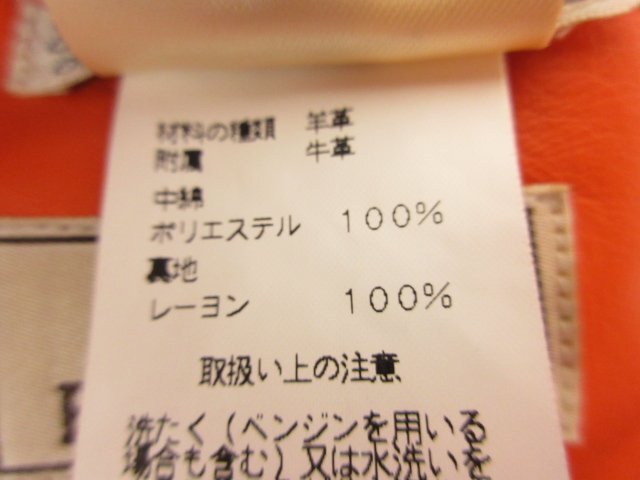 材料の種類 羊革
附属 牛革
中綿
ポリエステル 100%
裏地
レーヨン 100%
取扱い上の注意
洗たく(ベンジンを用いる
場合も含む)又は水洗いを